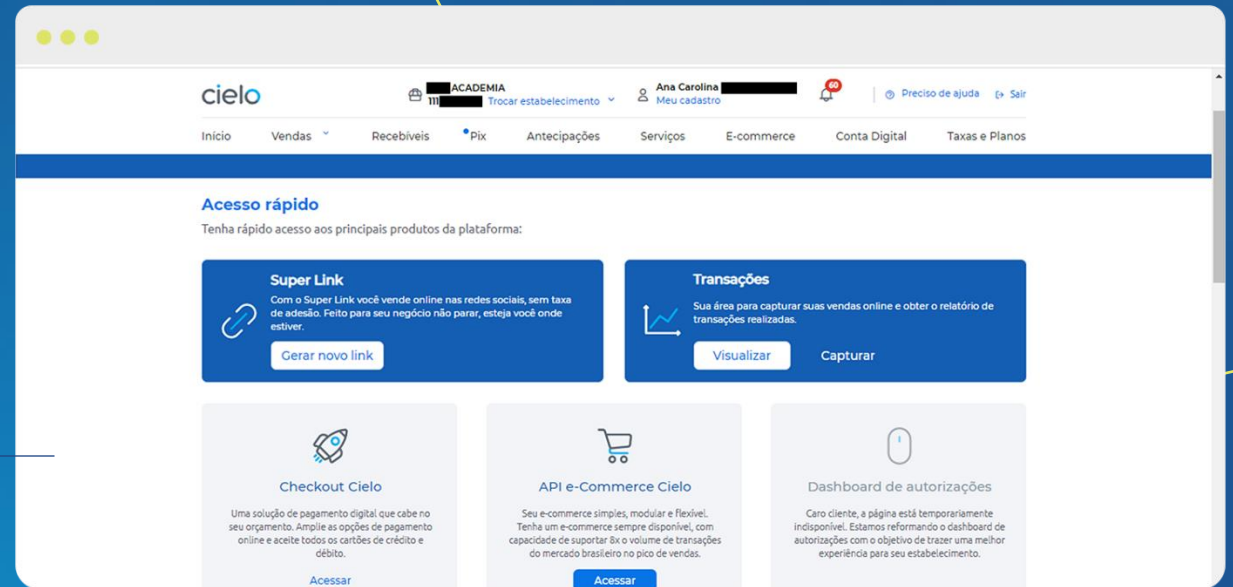 cielo
ACADEMIA
111
Trocar estabelecimento
Ana Carolina
Meu cadastro
60
Preciso de ajuda
Sair
Início Vendas Recebíveis Pix Antecipações Serviços E-commerce Conta Digital Taxas e Planos
Acesso rápido
Tenha rápido acesso aos principais produtos da plataforma:
Super Link
Com o Super Link você vende online nas redes sociais, sem taxa
de adesão. Feito para seu negócio não parar, esteja você onde
estiver.
Gerar novo link
Transações
Sua área para capturar suas vendas online e obter o relatório de
transações realizadas.
Visualizar Capturar
Checkout Cielo
Uma solução de pagamento digital que cabe no
seu orçamento. Amplie as opções de pagamento
online e aceite todos os cartões de crédito e
débito.
Acessar
API e-Commerce Cielo
Seu e-commerce simples, modular e flexível.
Tenha um e-commerce sempre disponível, com
capacidade de suportar 8x o volume de transações
do mercado brasileiro no pico de vendas.
Acessar
Dashboard de autorizações
Caro cliente, a página está temporariamente
indisponível. Estamos reformando o dashboard de
autorizações com o objetivo de trazer uma melhor
experiência para seu estabelecimento.